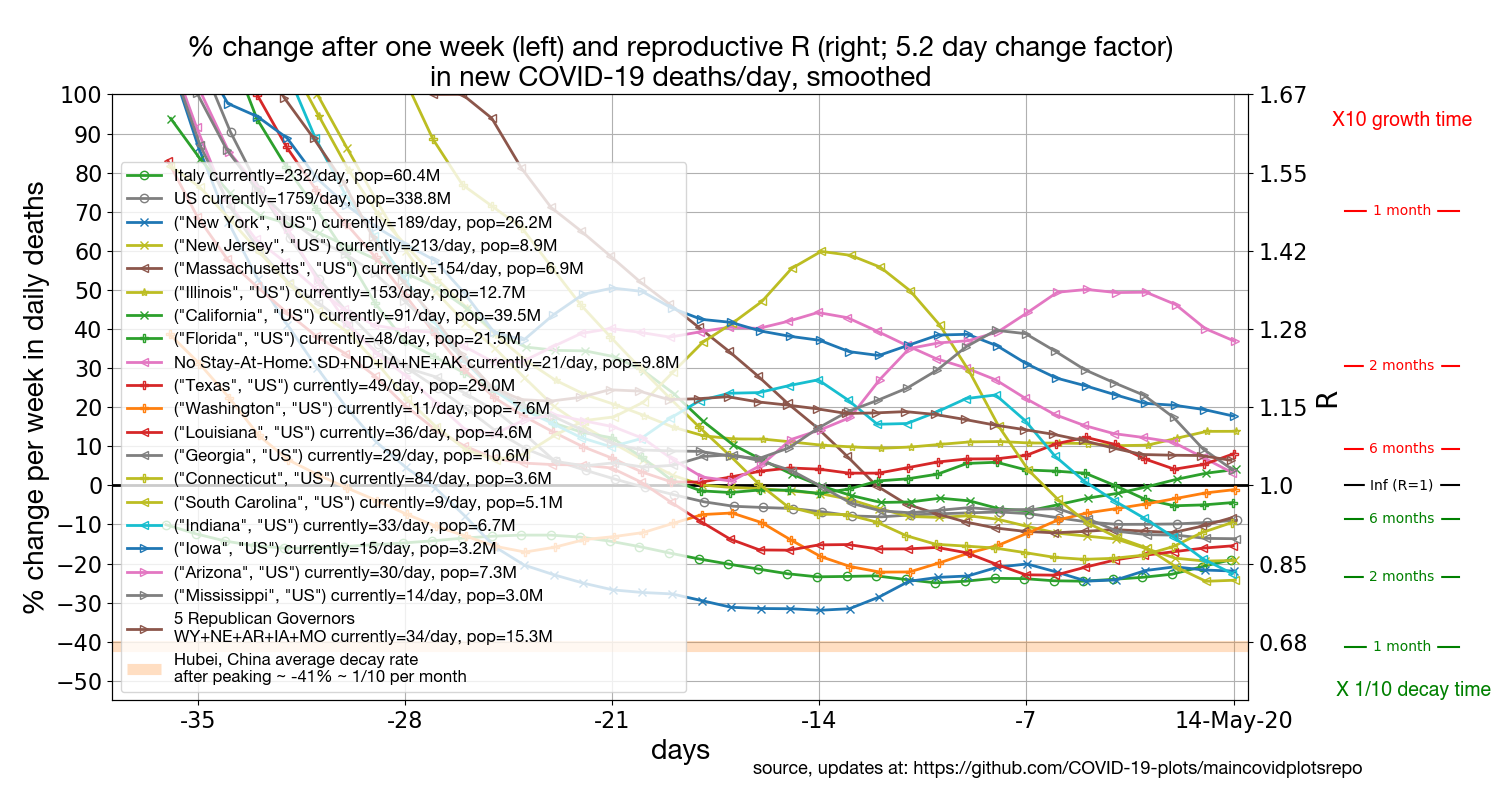 % change after one week (left) and reproductive R (right; 5.2 day change factor)
in new COVID-19 deaths/day, smoothed
% change per week in daily deaths
100
90
80
70
60
50
40
30
20
10
0
−10
−20
−30
−40
−50
Italy currently=232/day, pop=60.4M
US currently=1759/day, pop=338.8M
("New York", "US") currently=189/day, pop=26.2M
("New Jersey", "US") currently=213/day, pop=8.9M
("Massachusetts", "US") currently=154/day, pop=6.9M
("Illinois", "US") currently=153/day, pop=12.7M
("California", "US") currently=91/day, pop=39.5M
("Florida", "US") currently=48/day, pop=21.5M
No Stay-At-Home: SD+ND+IA+NE+AK currently=21/day, pop=9.8M
("Texas", "US") currently=49/day, pop=29.0M
("Washington", "US") currently=11/day, pop=7.6M
("Louisiana", "US") currently=36/day, pop=4.6M
("Georgia", "US") currently=29/day, pop=10.6M
("Connecticut", "US") currently=84/day, pop=3.6M
("South Carolina", "US") currently=9/day, pop=5.1M
("Indiana", "US") currently=33/day, pop=6.7M
("Iowa", "US") currently=15/day, pop=3.2M
("Arizona", "US") currently=30/day, pop=7.3M
("Mississippi", "US") currently=14/day, pop=3.0M
5 Republican Governors
WY+NE+AR+IA+MO currently=34/day, pop=15.3M
Hubei, China average decay rate
after peaking ~ -41% ~ 1/10 per month
1.67
1.55
1.42
1.28
1.15
1.0
0.85
0.68
R
X10 growth time
1 month
2 months
6 months
Inf (R=1)
6 months
2 months
1 month
X 1/10 decay time
-35
-28
-21
-14
-7
14-May-20
days
source, updates at: https://github.com/COVID-19-plots/maincovidplotsrepo